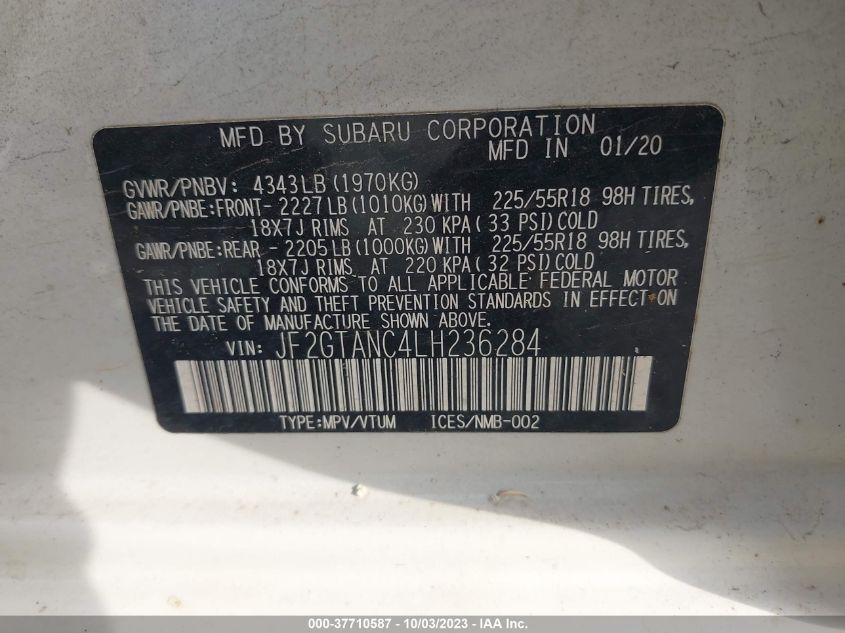 MFD BY SUBARU CORPORATION
MFD IN 01/20
GVWR/PNBV: 4343LB (1970KG)
GAWR/PNBE:FRONT- 2227LB (1010KG) WITH 225/55R18 98H TIRES,
18X7J RIMS AT 230 KPA( 33 PSI)COLD
GAWR/PNBE:REAR - 2205LB (1000KG) WITH 225/55R18 98H TIRES,
18X7J RIMS AT 220 KPA( 32 PSI)COLD
THIS VEHICLE CONFORMS TO ALL APPLICABLE FEDERAL MOTOR
VEHICLE SAFETY AND THEFT PREVENTION STANDARDS IN EFFECT ON
THE DATE OF MANUFACTURE SHOWN ABOVE.
VIN: JF2GTANC4LH236284
TYPE:MPV/VTUM ICES/NMB-002
000-37710587 - 10/03/2023 - IAA Inc.